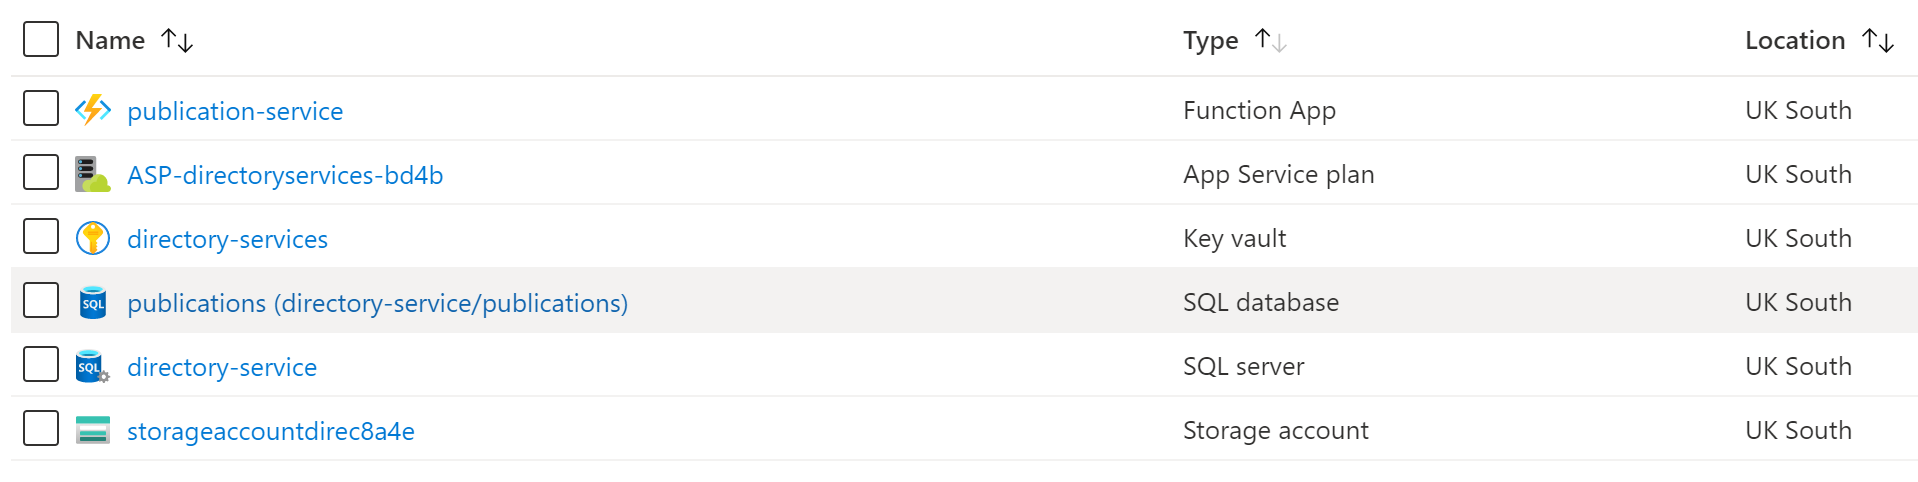 Name Type Location
publication-service Function App UK South
ASP-directoryservices-bd4b App Service plan UK South
directory-services Key vault UK South
SQL publications (directory-service/publications) SQL database UK South
SQL directory-service SQL server UK South
storageaccountdirec8a4e Storage account UK South